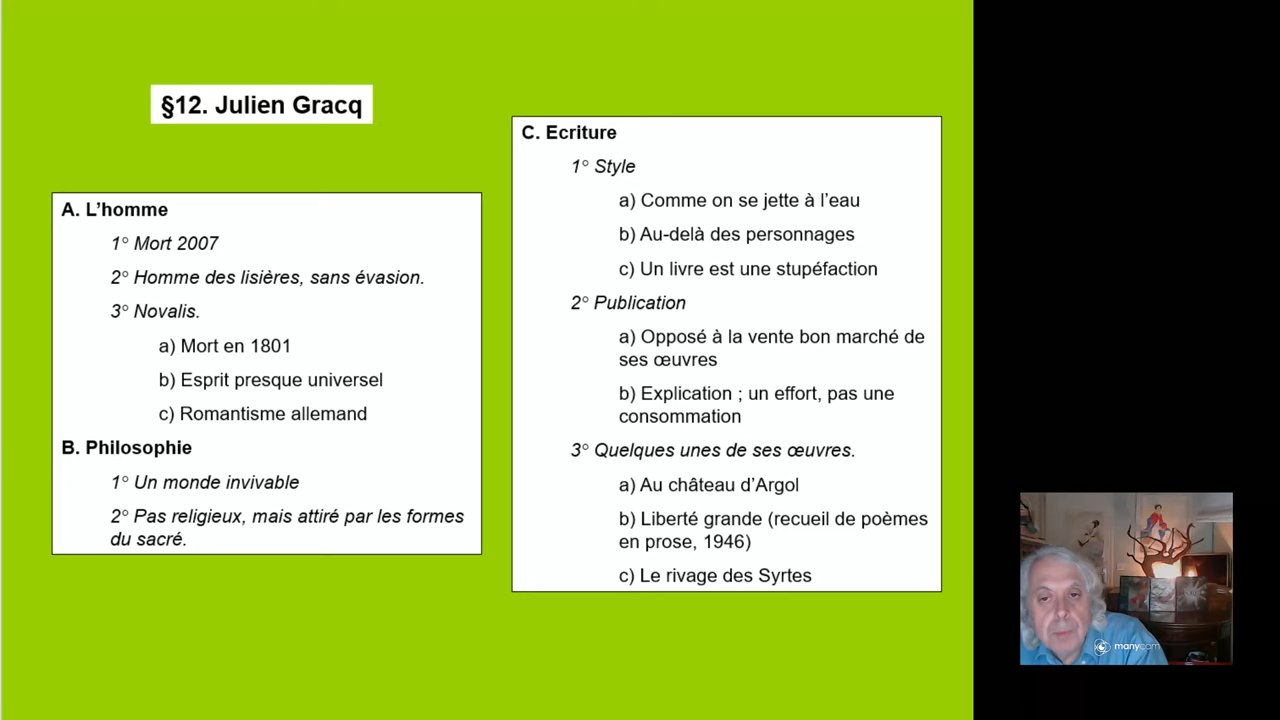 §12. Julien Gracq
A. L’homme
1° Mort 2007
2° Homme des lisières, sans évasion.
3° Novalis.
a) Mort en 1801
b) Esprit presque universel
c) Romantisme allemand
B. Philosophie
1° Un monde invivable
2° Pas religieux, mais attiré par les formes
du sacré.
C. Ecriture
1° Style
a) Comme on se jette à l’eau
b) Au-delà des personnages
c) Un livre est une stupéfaction
2° Publication
a) Opposé à la vente bon marché de
ses œuvres
b) Explication ; un effort, pas une
consommation
3° Quelques unes de ses œuvres.
a) Au château d’Argol
b) Liberté grande (recueil de poèmes
en prose, 1946)
c) Le rivage des Syrtes
manycam